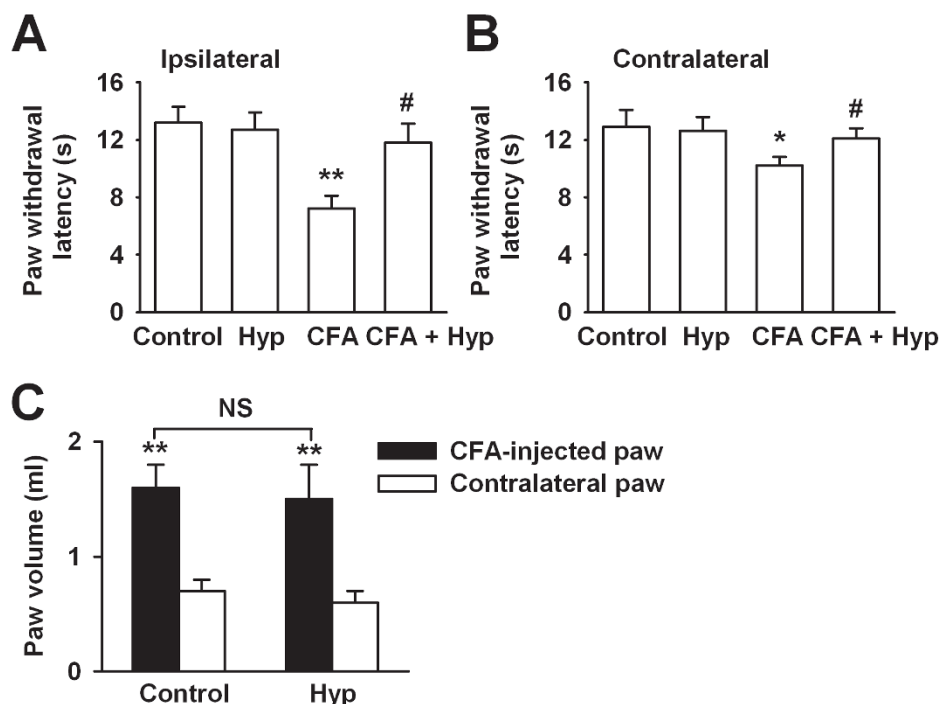 A
Ipsilateral
Paw withdrawal
latency (s)
16
12
8
4
0
**
#
Control Hyp CFA CFA + Hyp
B
Contralateral
Paw withdrawal
latency (s)
16
12
8
4
0
*
#
Control Hyp CFA CFA + Hyp
C
NS
Paw volume (ml)
2
1
0
**
**
CFA-injected paw
Contralateral paw
Control Hyp